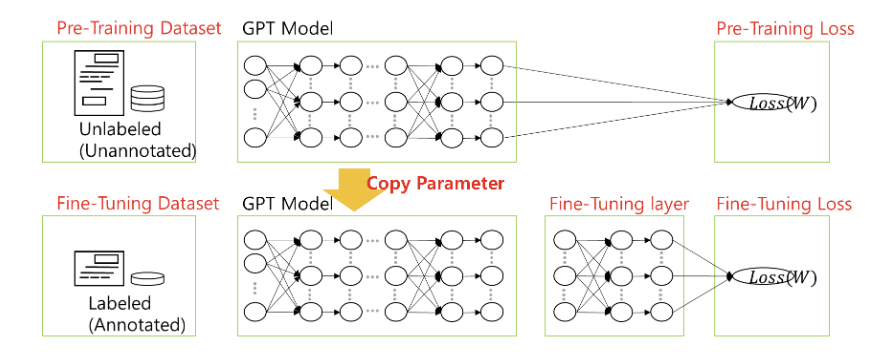 Pre-Training Dataset
GPT Model
Pre-Training Loss
Unlabeled
(Unannotated)
Loss(W)
Copy Parameter
Fine-Tuning Dataset
GPT Model
Fine-Tuning layer
Fine-Tuning Loss
Labeled
(Annotated)
Loss(W)